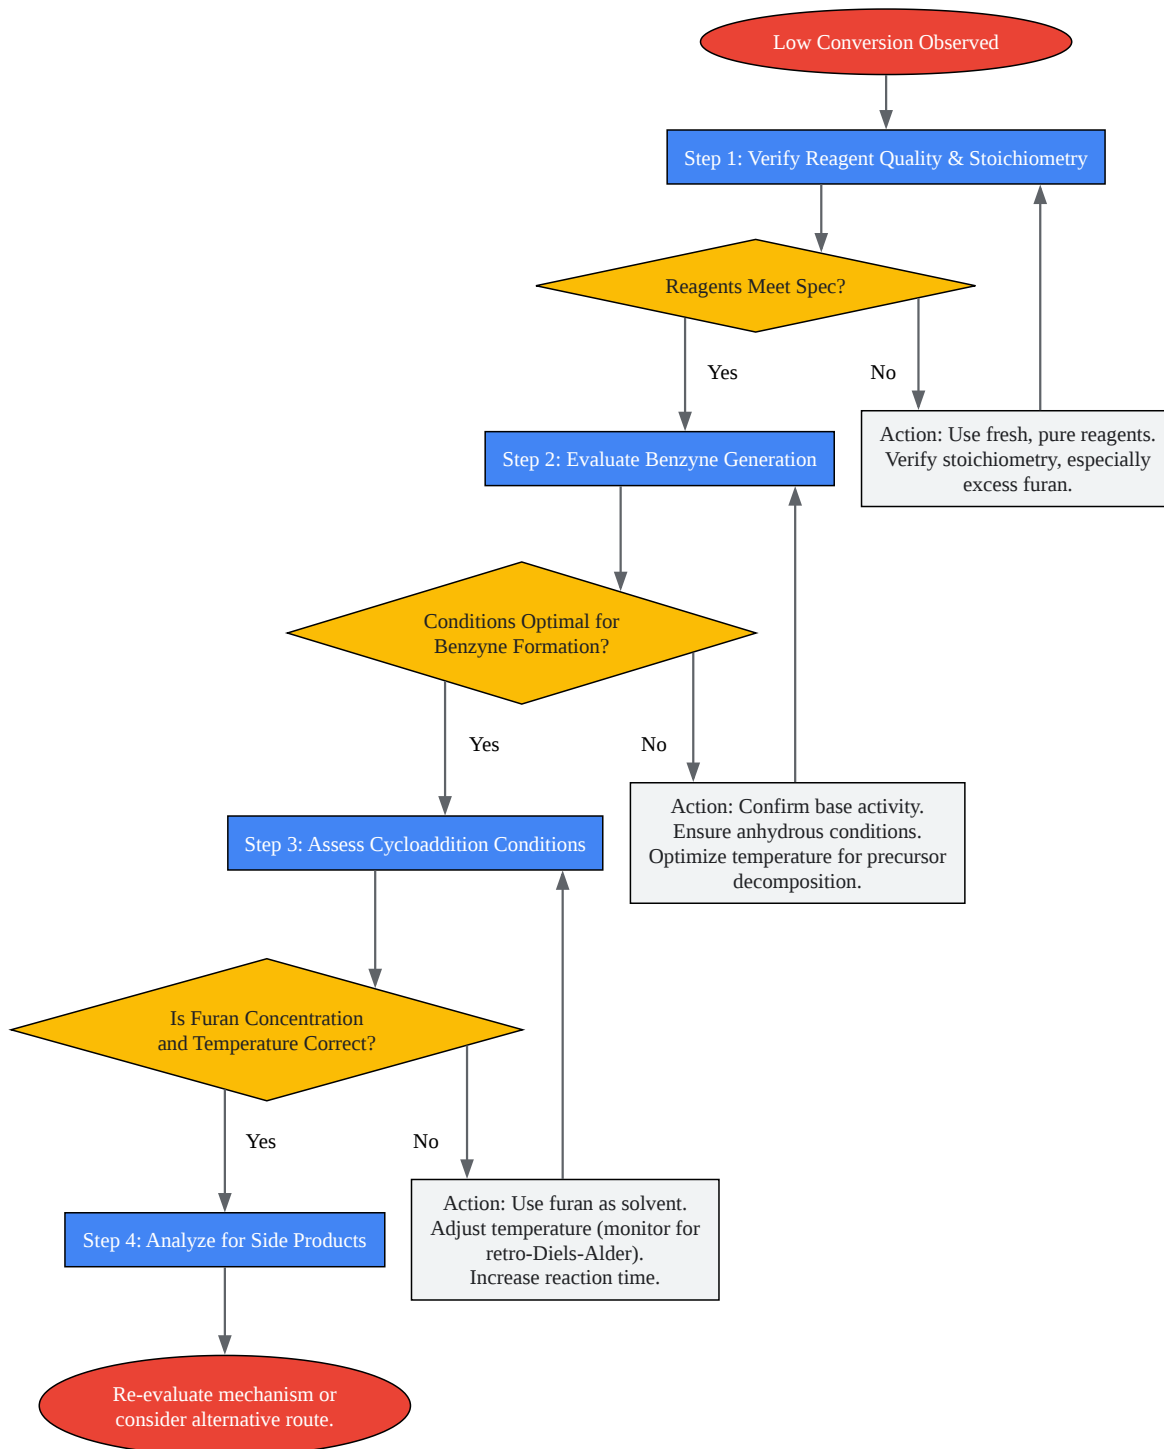 Low Conversion Observed
Step 1: Verify Reagent Quality & Stoichiometry
Reagents Meet Spec?
Yes
No
Action: Use fresh, pure reagents.
Verify stoichiometry, especially
excess furan.
Step 2: Evaluate Benzyne Generation
Conditions Optimal for
Benzyne Formation?
Yes
No
Action: Confirm base activity.
Ensure anhydrous conditions.
Optimize temperature for precursor
decomposition.
Step 3: Assess Cycloaddition Conditions
Is Furan Concentration
and Temperature Correct?
Yes
No
Action: Use furan as solvent.
Adjust temperature (monitor for
retro-Diels-Alder).
Increase reaction time.
Step 4: Analyze for Side Products
Re-evaluate mechanism or
consider alternative route.